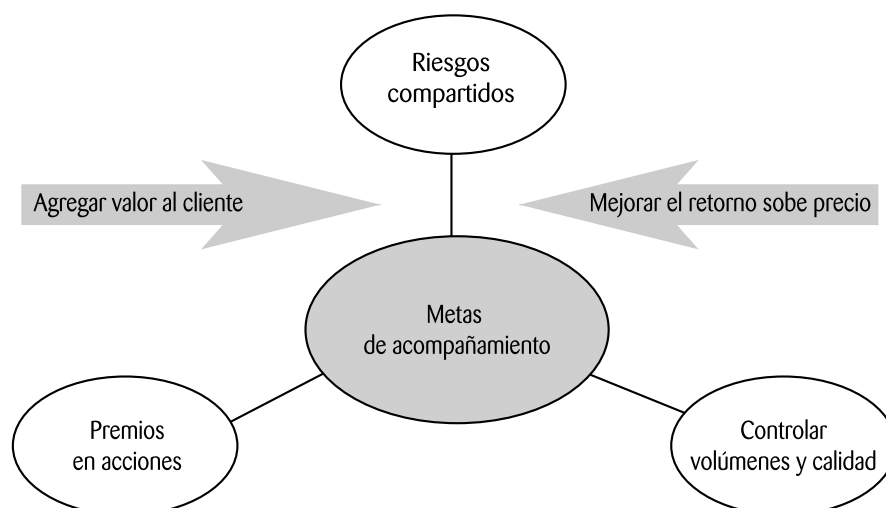 Riesgos
compartidos
Agregar valor al cliente
Mejorar el retorno sobe precio
Metas
de acompañamiento
Premios
en acciones
Controlar
volúmenes y calidad